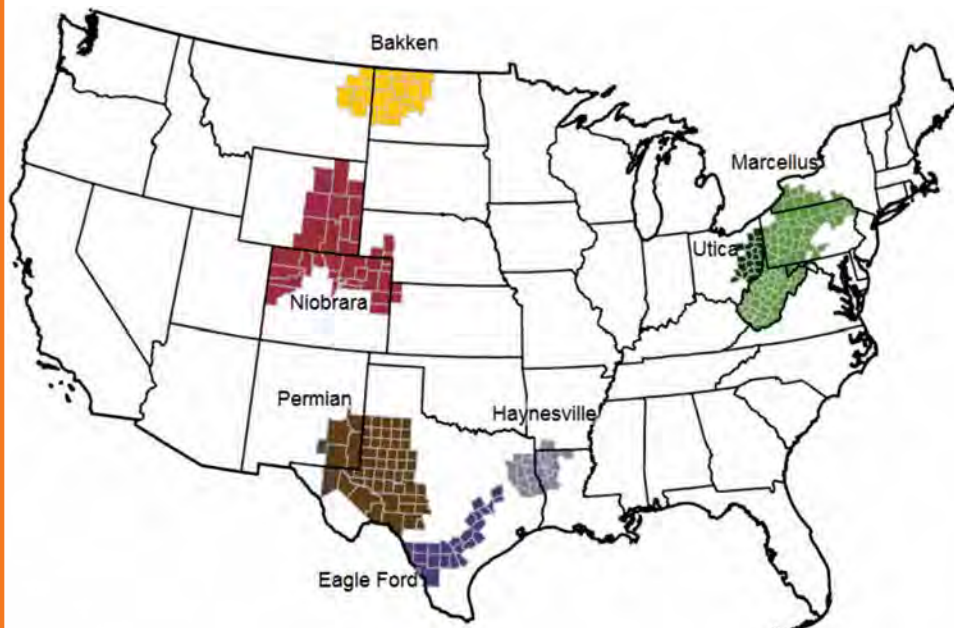 Bakken
Marcellus
Utica
Niobrara
Permian
Haynesville
Eagle Ford